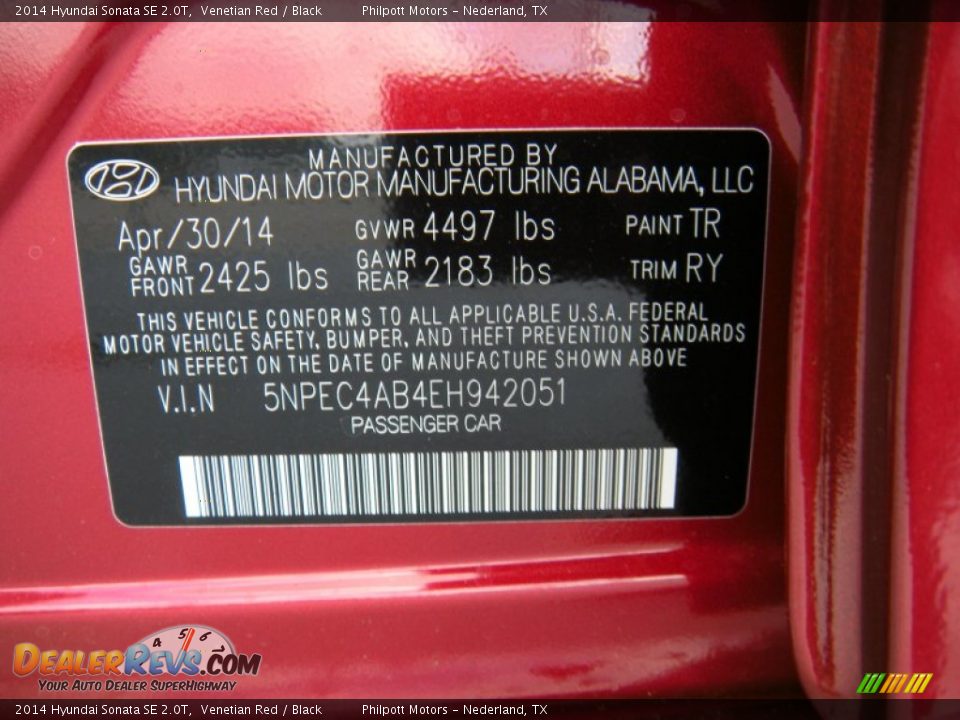 2014 Hyundai Sonata SE 2.0T, Venetian Red / Black Philpott Motors - Nederland, TX
MANUFACTURED BY
HYUNDAI MOTOR MANUFACTURING ALABAMA, LLC
Apr/30/14 GVWR 4497 lbs PAINT TR
GAWR FRONT 2425 lbs GAWR REAR 2183 lbs TRIM RY
THIS VEHICLE CONFORMS TO ALL APPLICABLE U.S.A. FEDERAL
MOTOR VEHICLE SAFETY, BUMPER, AND THEFT PREVENTION STANDARDS
IN EFFECT ON THE DATE OF MANUFACTURE SHOWN ABOVE
V.I.N 5NPEC4AB4EH942051
PASSENGER CAR
4 5 6
DEALERREVS.COM
YOUR AUTO DEALER SUPERHIGHWAY
2014 Hyundai Sonata SE 2.0T, Venetian Red / Black Philpott Motors - Nederland, TX